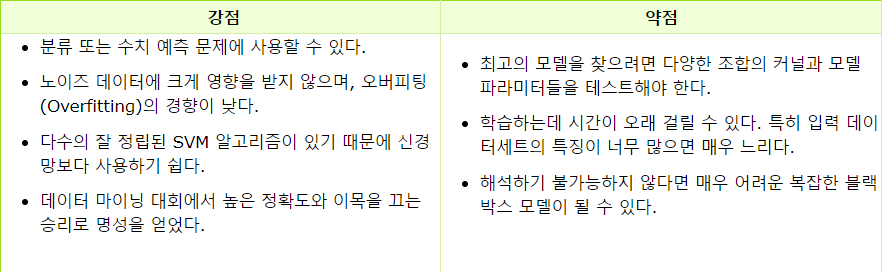 강점
분류 또는 수치 예측 문제에 사용할 수 있다.
노이즈 데이터에 크게 영향을 받지 않으며, 오버피팅
(Overfitting)의 경향이 낮다.
다수의 잘 정립된 SVM 알고리즘이 있기 때문에 신경
망보다 사용하기 쉽다.
데이터 마이닝 대회에서 높은 정확도와 이목을 끄는
승리로 명성을 얻었다.
약점
최고의 모델을 찾으려면 다양한 조합의 커널과 모델
파라미터들을 테스트해야 한다.
학습하는데 시간이 오래 걸릴 수 있다. 특히 입력 데이
터세트의 특징이 너무 많으면 매우 느리다.
해석하기 불가능하지 않다면 매우 어려운 복잡한 블랙
박스 모델이 될 수 있다.